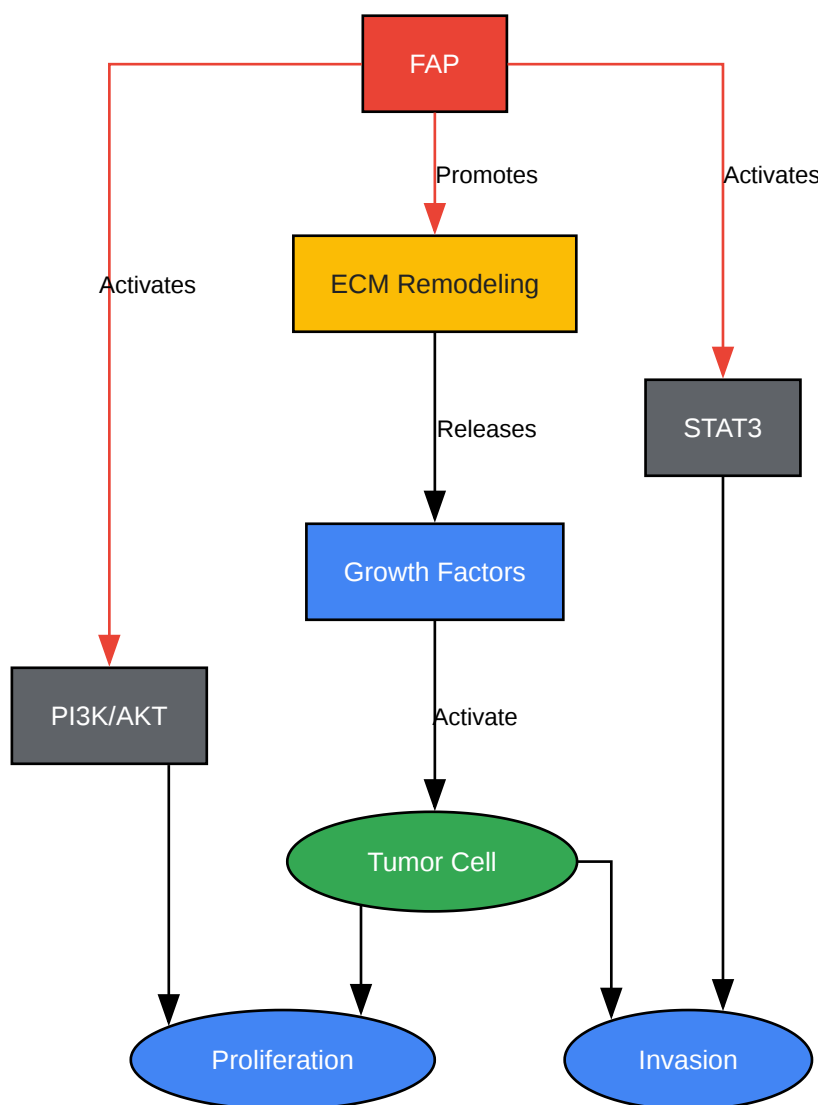 FAP
Promotes
Activates
Activates
ECM Remodeling
Releases
STAT3
Growth Factors
PI3K/AKT
Activate
Tumor Cell
Proliferation
Invasion